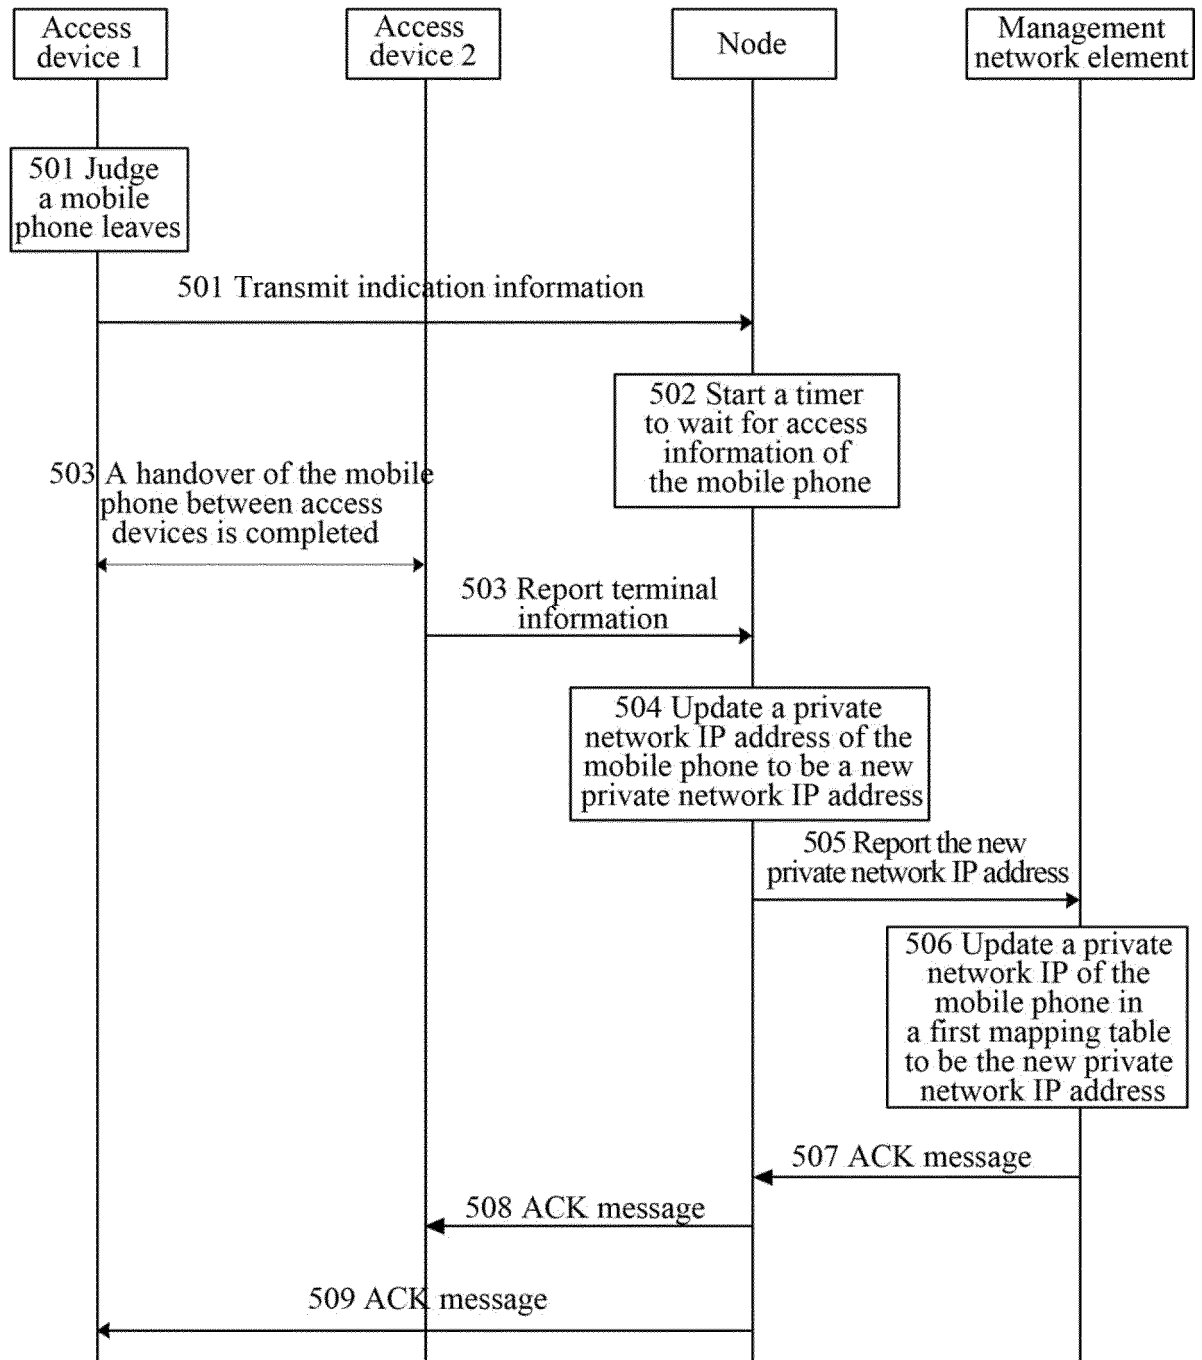 Access
device 1
Access
device 2
Node
Management
network element
501 Judge
a mobile
phone leaves
501 Transmit indication information
502 Start a timer
to wait for access
information of
the mobile phone
503 A handover of the mobile
phone between access
devices is completed
503 Report terminal
information
504 Update a private
network IP address of the
mobile phone to be a new
private network IP address
505 Report the new
private network IP address
506 Update a private
network IP of the
mobile phone in
a first mapping table
to be the new private
network IP address
507 ACK message
508 ACK message
509 ACK message